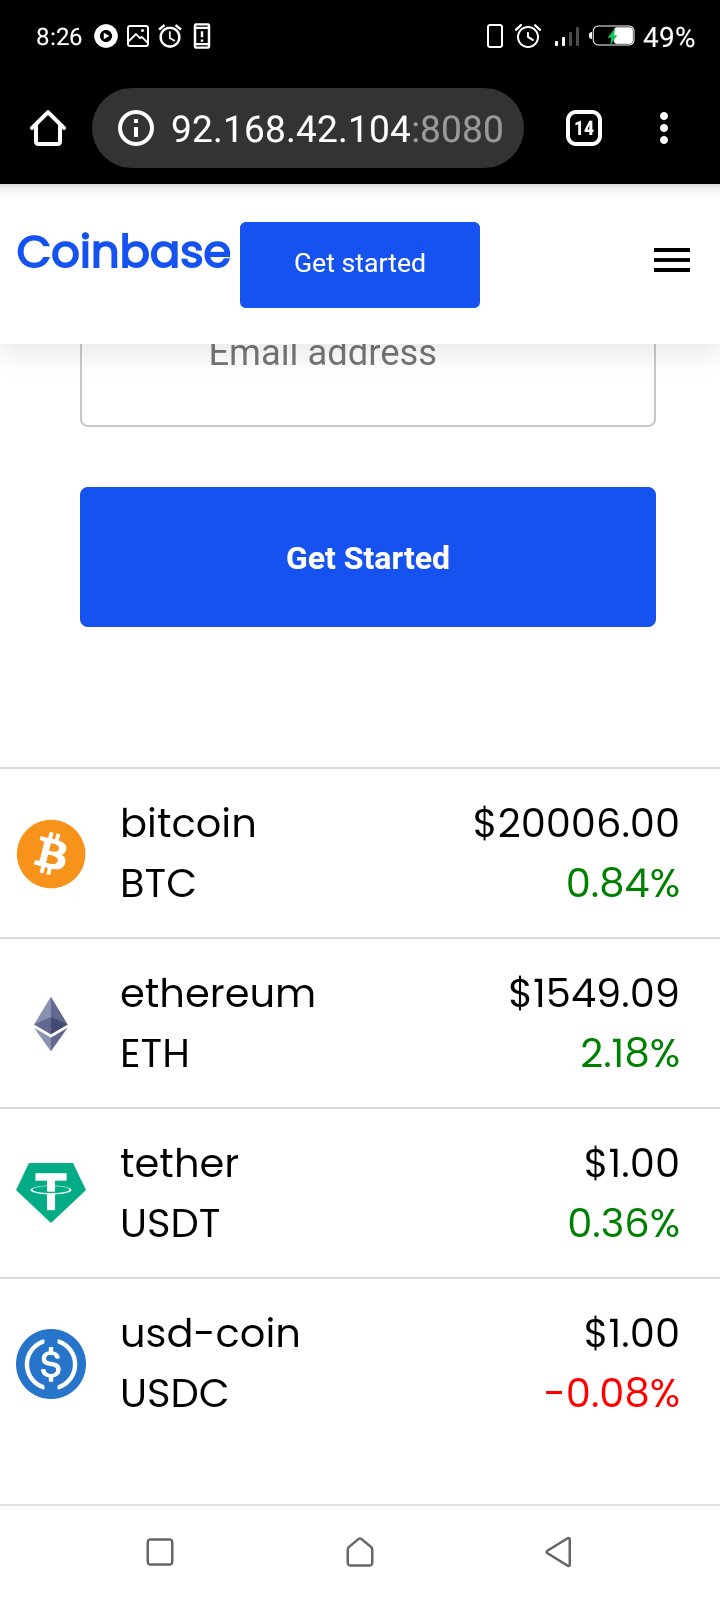 8:26 49%
92.168.42.104:8080 14
Coinbase Get started
Email address
Get Started
bitcoin $20006.00
BTC 0.84%
ethereum $1549.09
ETH 2.18%
tether $1.00
USDT 0.36%
usd-coin $1.00
USDC -0.08%